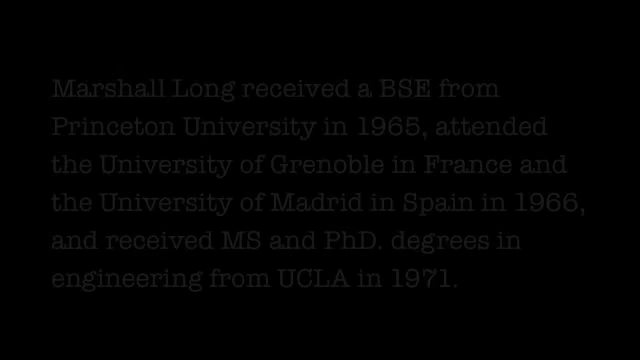 Marshall Long received a BSE from
Princeton University in 1965, attended
the University of Grenoble in France and
the University of Madrid in Spain in 1966,
and received MS and PhD. degrees in
engineering from UCLA in 1971.